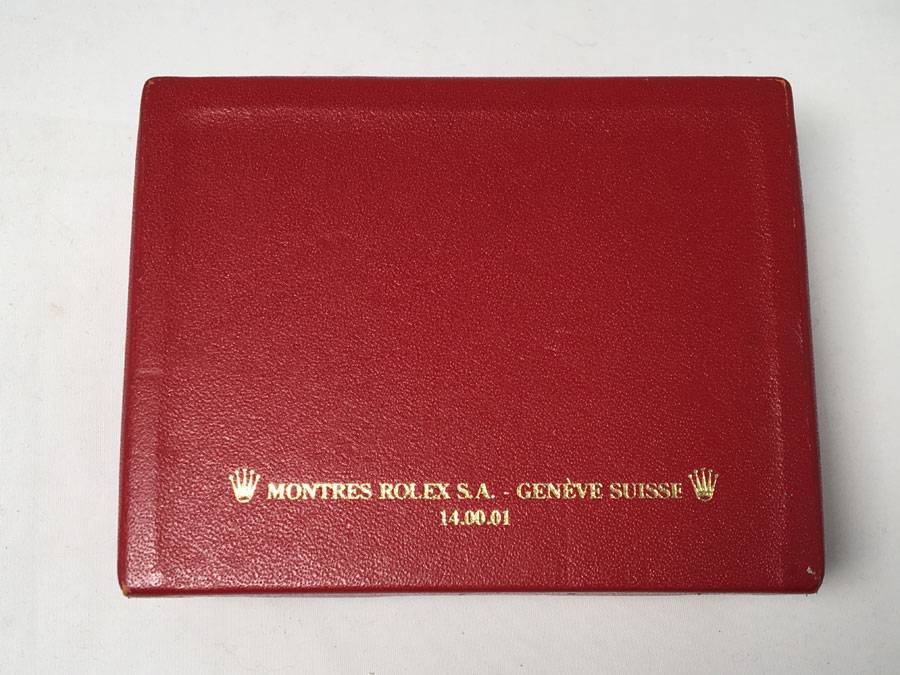 MONTRES ROLEX S.A. - GENÈVE SUISSE
14.00.01